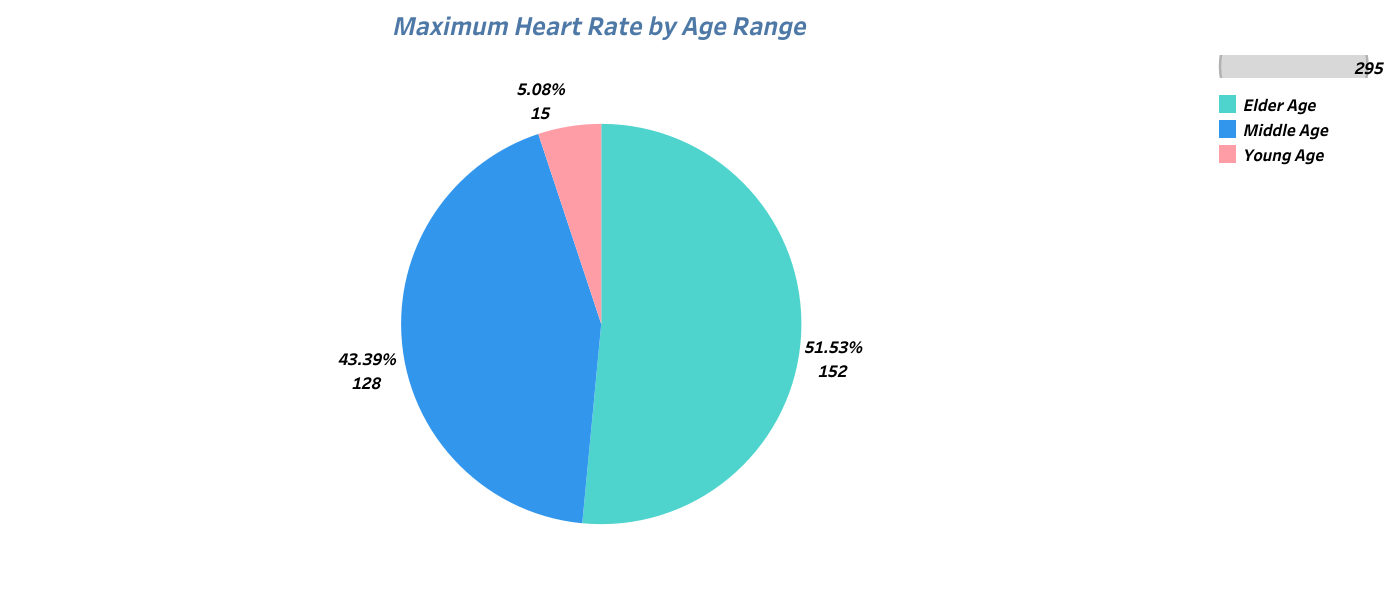 Maximum Heart Rate by Age Range
295
Elder Age
Middle Age
Young Age
5.08%
15
51.53%
152
43.39%
128